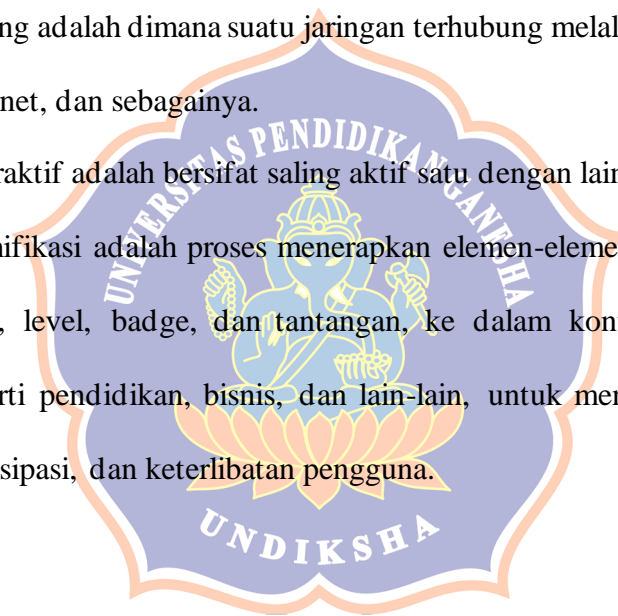 ng adalah dimana suatu jaringan terhubung melal
net, dan sebagainya.
UNIVERSITAS PENDIDIKAN GANESHA
raktif adalah bersifat saling aktif satu dengan lain
nifikasi adalah proses menerapkan elemen-eleme
, level, badge, dan tantangan, ke dalam kon
rti pendidikan, bisnis, dan lain-lain, untuk men
sipasi, dan keterlibatan pengguna.
UNDIKSHA